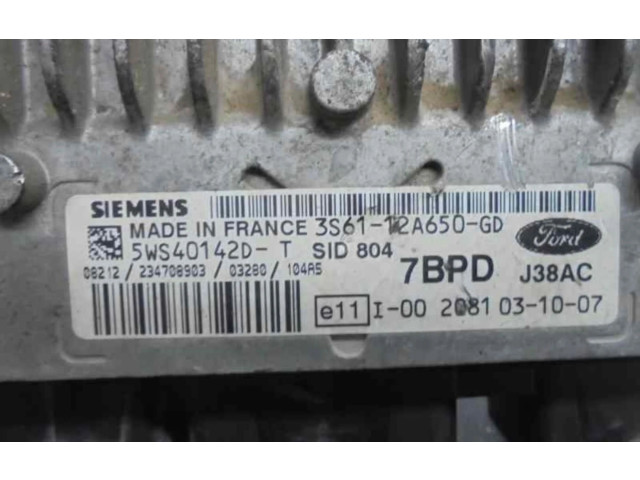 SIEMENS
MADE IN FRANCE 3S61-12A650-GD
5WS40142D-T SID 804
Ford
08212/234708903/03280/104A5
7BPD J38AC
e11 I-00 2081 03-10-07